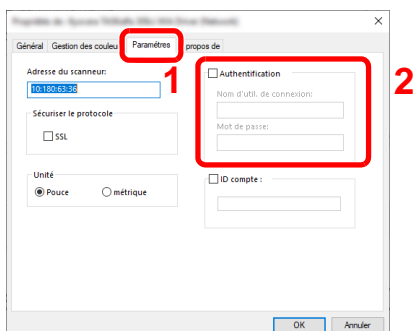 Général Gestion des couleu Paramètres propos de
1
2
Adresse du scanneur:
10:180:63:36
Sécuriser le protocole
SSL
Unité
Pouce métrique
Authentification
Nom d'util. de connexion:
Mot de passe:
ID compte :
OK Annuler